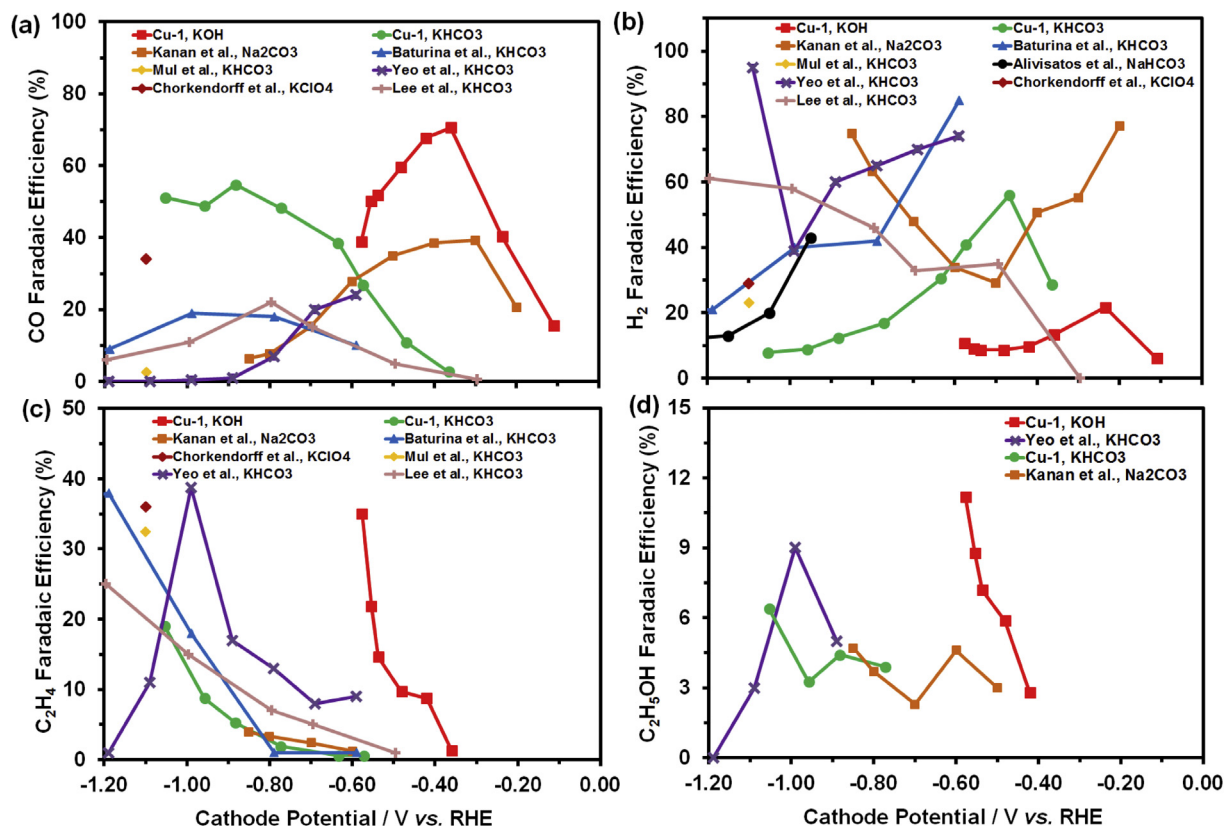 (a)
CO Faradaic Efficiency (%)
100
80
60
40
20
0
Cu-1, KOH
Cu-1, KHCO3
Kanan et al., Na2CO3
Baturina et al., KHCO3
Mul et al., KHCO3
Yeo et al., KHCO3
Chorkendorff et al., KClO4
Lee et al., KHCO3
(b)
H2 Faradaic Efficiency (%)
100
80
60
40
20
0
Cu-1, KOH
Cu-1, KHCO3
Kanan et al., Na2CO3
Baturina et al., KHCO3
Mul et al., KHCO3
Alivisatos et al., NaHCO3
Yeo et al., KHCO3
Chorkendorff et al., KClO4
Lee et al., KHCO3
(c)
C2H4 Faradaic Efficiency (%)
50
40
30
20
10
0
Cu-1, KOH
Cu-1, KHCO3
Kanan et al., Na2CO3
Baturina et al., KHCO3
Chorkendorff et al., KClO4
Mul et al., KHCO3
Yeo et al., KHCO3
Lee et al., KHCO3
-1.20 -1.00 -0.80 -0.60 -0.40 -0.20 0.00
Cathode Potential / V vs. RHE
(d)
C2H5OH Faradaic Efficiency (%)
15
12
9
6
3
0
Cu-1, KOH
Yeo et al., KHCO3
Cu-1, KHCO3
Kanan et al., Na2CO3
-1.20 -1.00 -0.80 -0.60 -0.40 -0.20 0.00
Cathode Potential / V vs. RHE